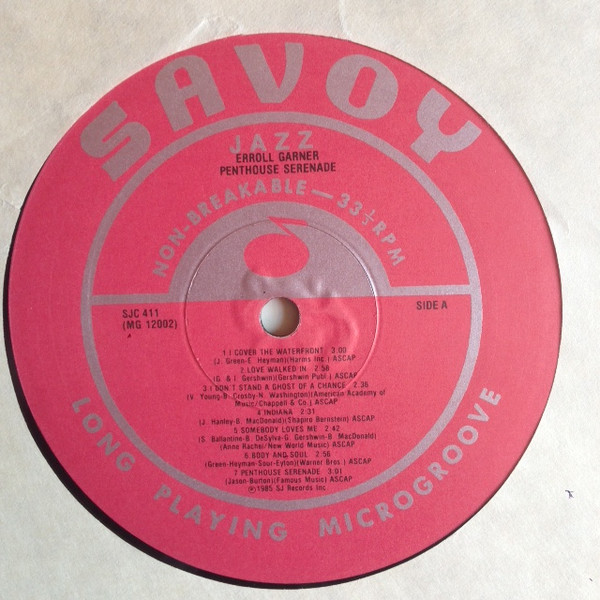 SAVOY
JAZZ
ERROLL GARNER
PENTHOUSE SERENADE
NON-BREAKABLE—33⅓RPM
SJC 411
(MG 12002)
SIDE A
1 I COVER THE WATERFRONT 3:00
(J. Green-E. Heyman)(Harms Inc.) ASCAP
2 LOVE WALKED IN 2:58
(G. & I. Gershwin)(Gershwin Publ.) ASCAP
3 I DON'T STAND A GHOST OF A CHANCE 2:36
(V. Young-B. Crosby-N. Washington)(American Academy of
Music/Chappell & Co.) ASCAP
4 INDIANA 2:31
(J. Hanley-B. MacDonald)(Shapiro Bernstein) ASCAP
5 SOMEBODY LOVES ME 2:42
(S. Ballantine-B. DeSylva-G. Gershwin-B. MacDonald)
(Anne Rachel/New World Music) ASCAP
6 BODY AND SOUL 2:56
(Green-Heyman-Sour-Eyton)(Warner Bros.) ASCAP
7 PENTHOUSE SERENADE 3:01
(Jason-Burton)(Famous Music) ASCAP
℗1985 SJ Records Inc.
LONG PLAYING MICROGROOVE